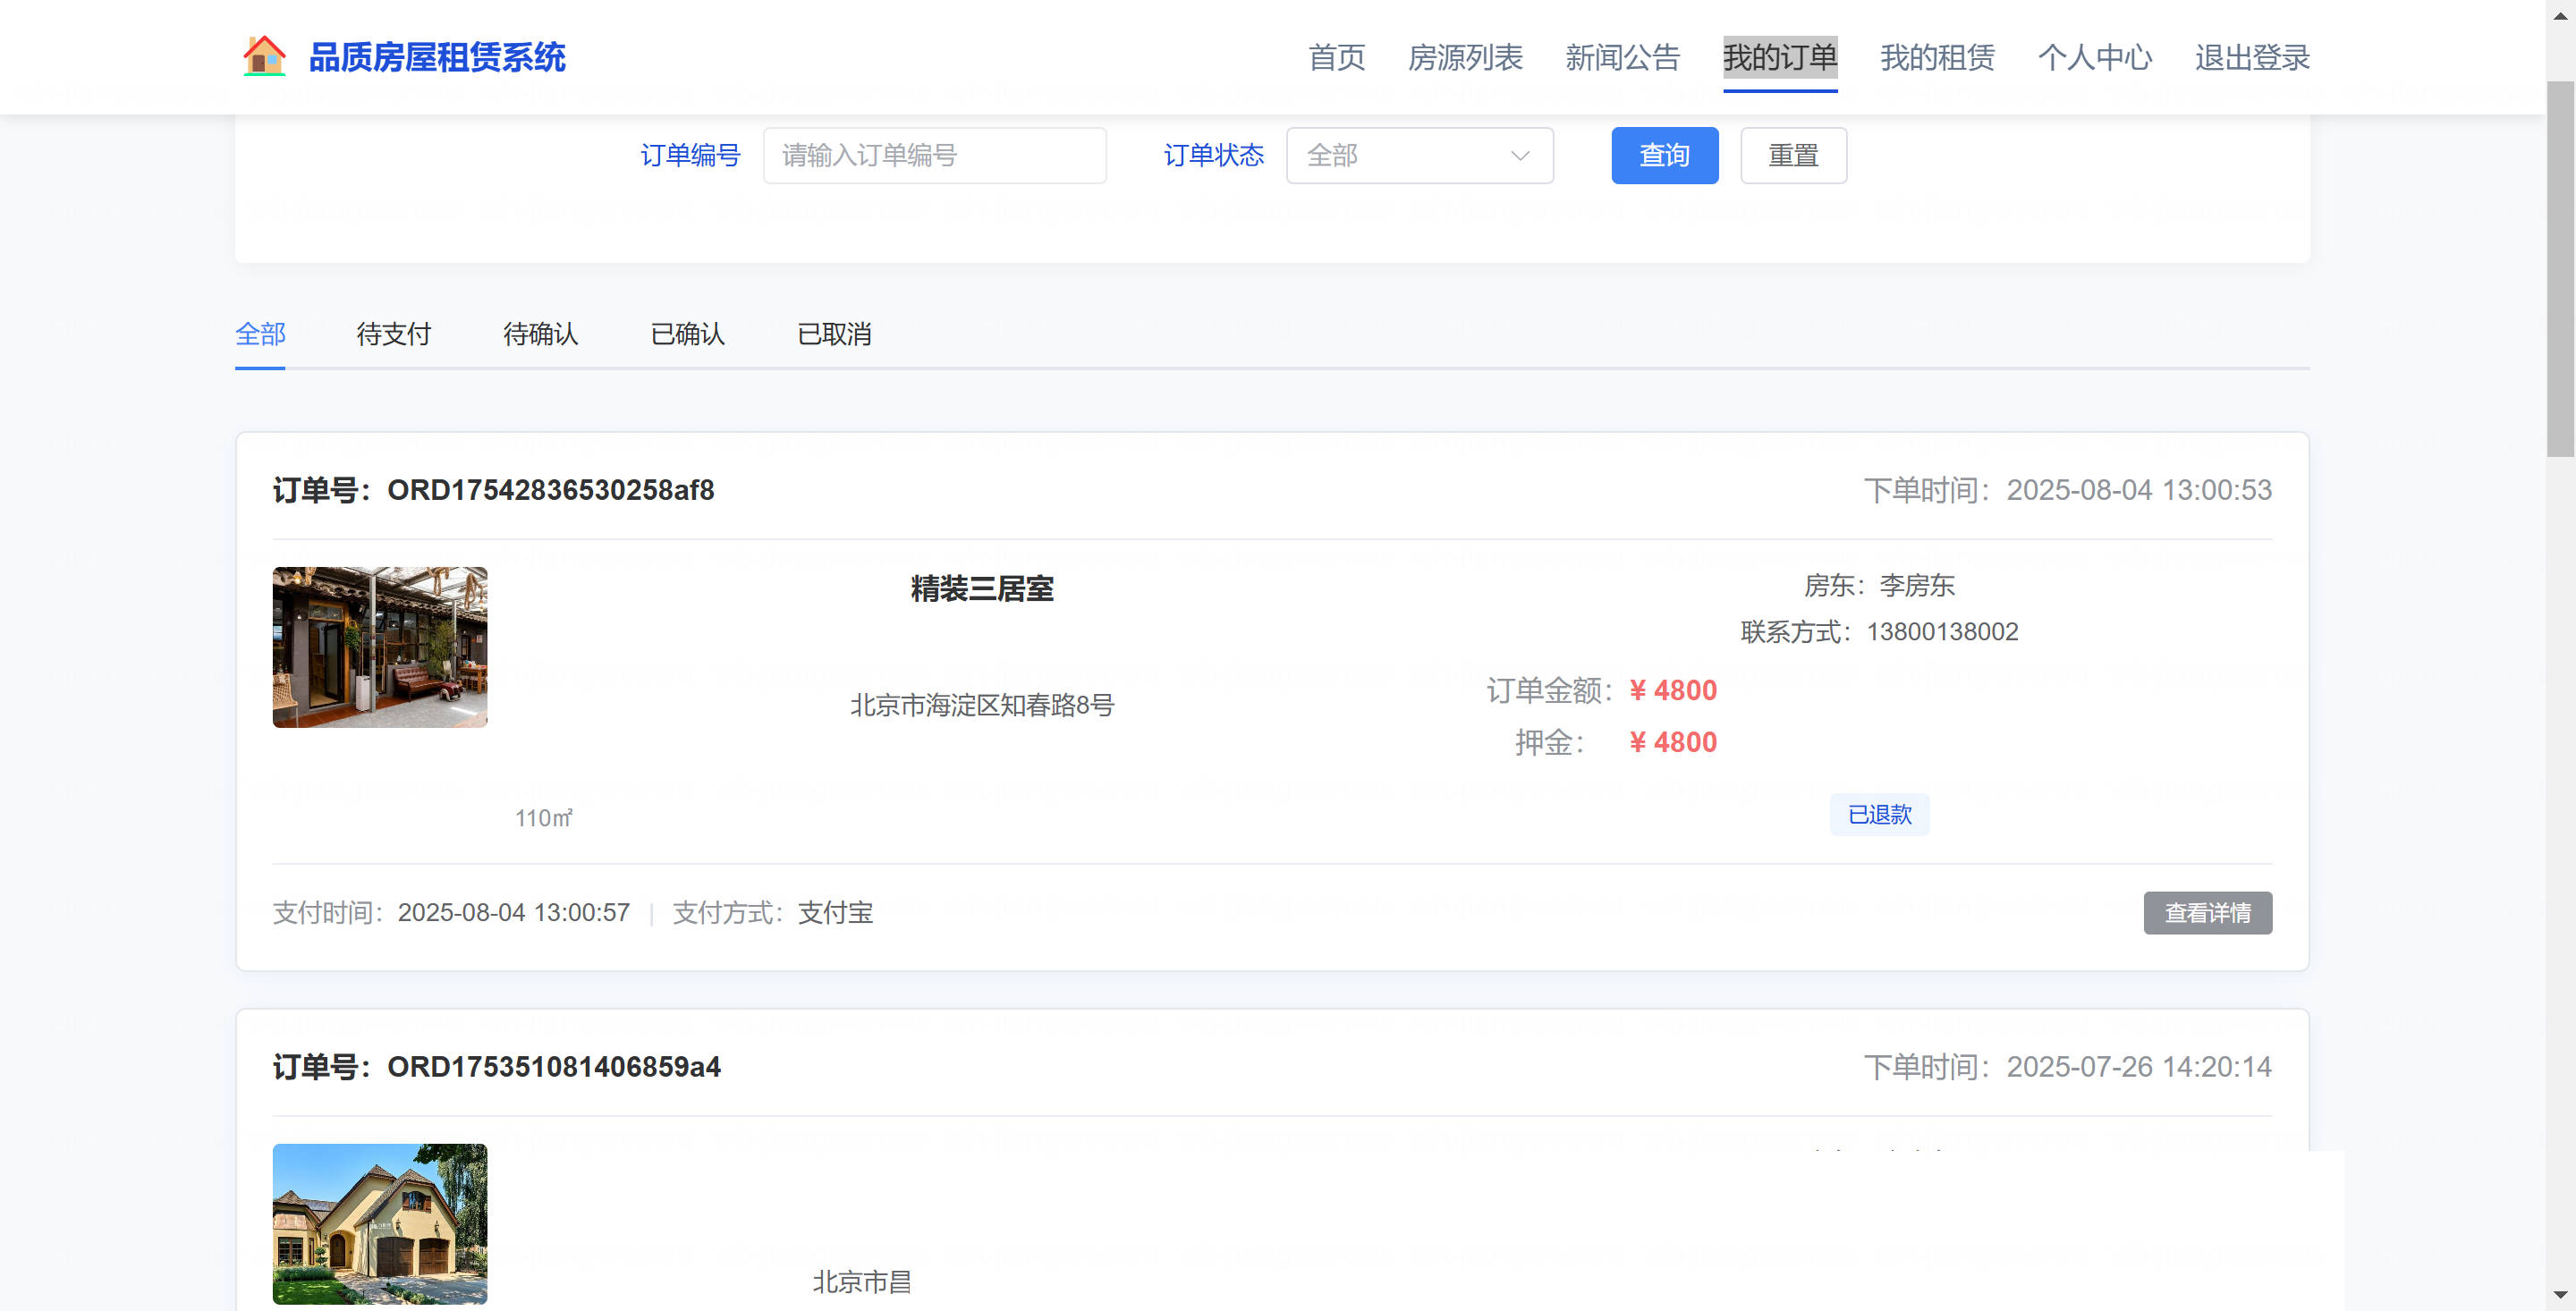 品质房屋租赁系统
首页 房源列表 新闻公告 我的订单 我的租赁 个人中心 退出登录
订单编号 请输入订单编号 订单状态 全部 查询 重置
全部 待支付 待确认 已确认 已取消
订单号：ORD17542836530258af8 下单时间：2025-08-04 13:00:53
精装三居室
房东：李房东
联系方式：13800138002
北京市海淀区知春路8号
订单金额：¥ 4800
押金：¥ 4800
110㎡
已退款
支付时间：2025-08-04 13:00:57 | 支付方式：支付宝 查看详情
订单号：ORD175351081406859a4 下单时间：2025-07-26 14:20:14
北京市昌